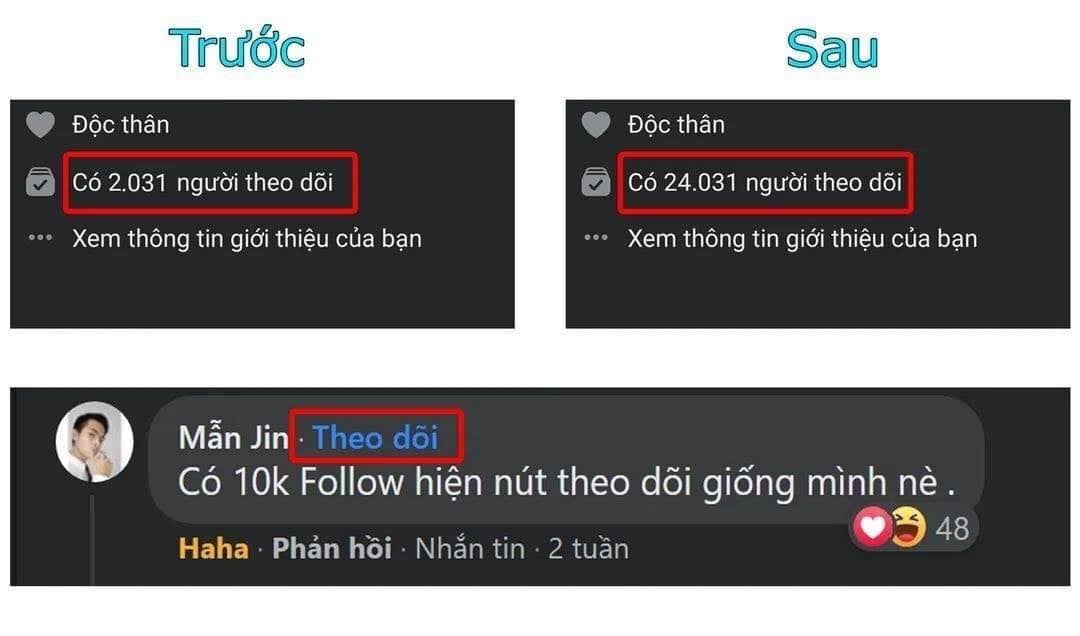 Trước
Sau
Độc thân
Có 2.031 người theo dõi
Xem thông tin giới thiệu của bạn
Độc thân
Có 24.031 người theo dõi
Xem thông tin giới thiệu của bạn
Mẫn Jin · Theo dõi
Có 10k Follow hiện nút theo dõi giống mình nè .
48
Haha · Phản hồi · Nhắn tin · 2 tuần